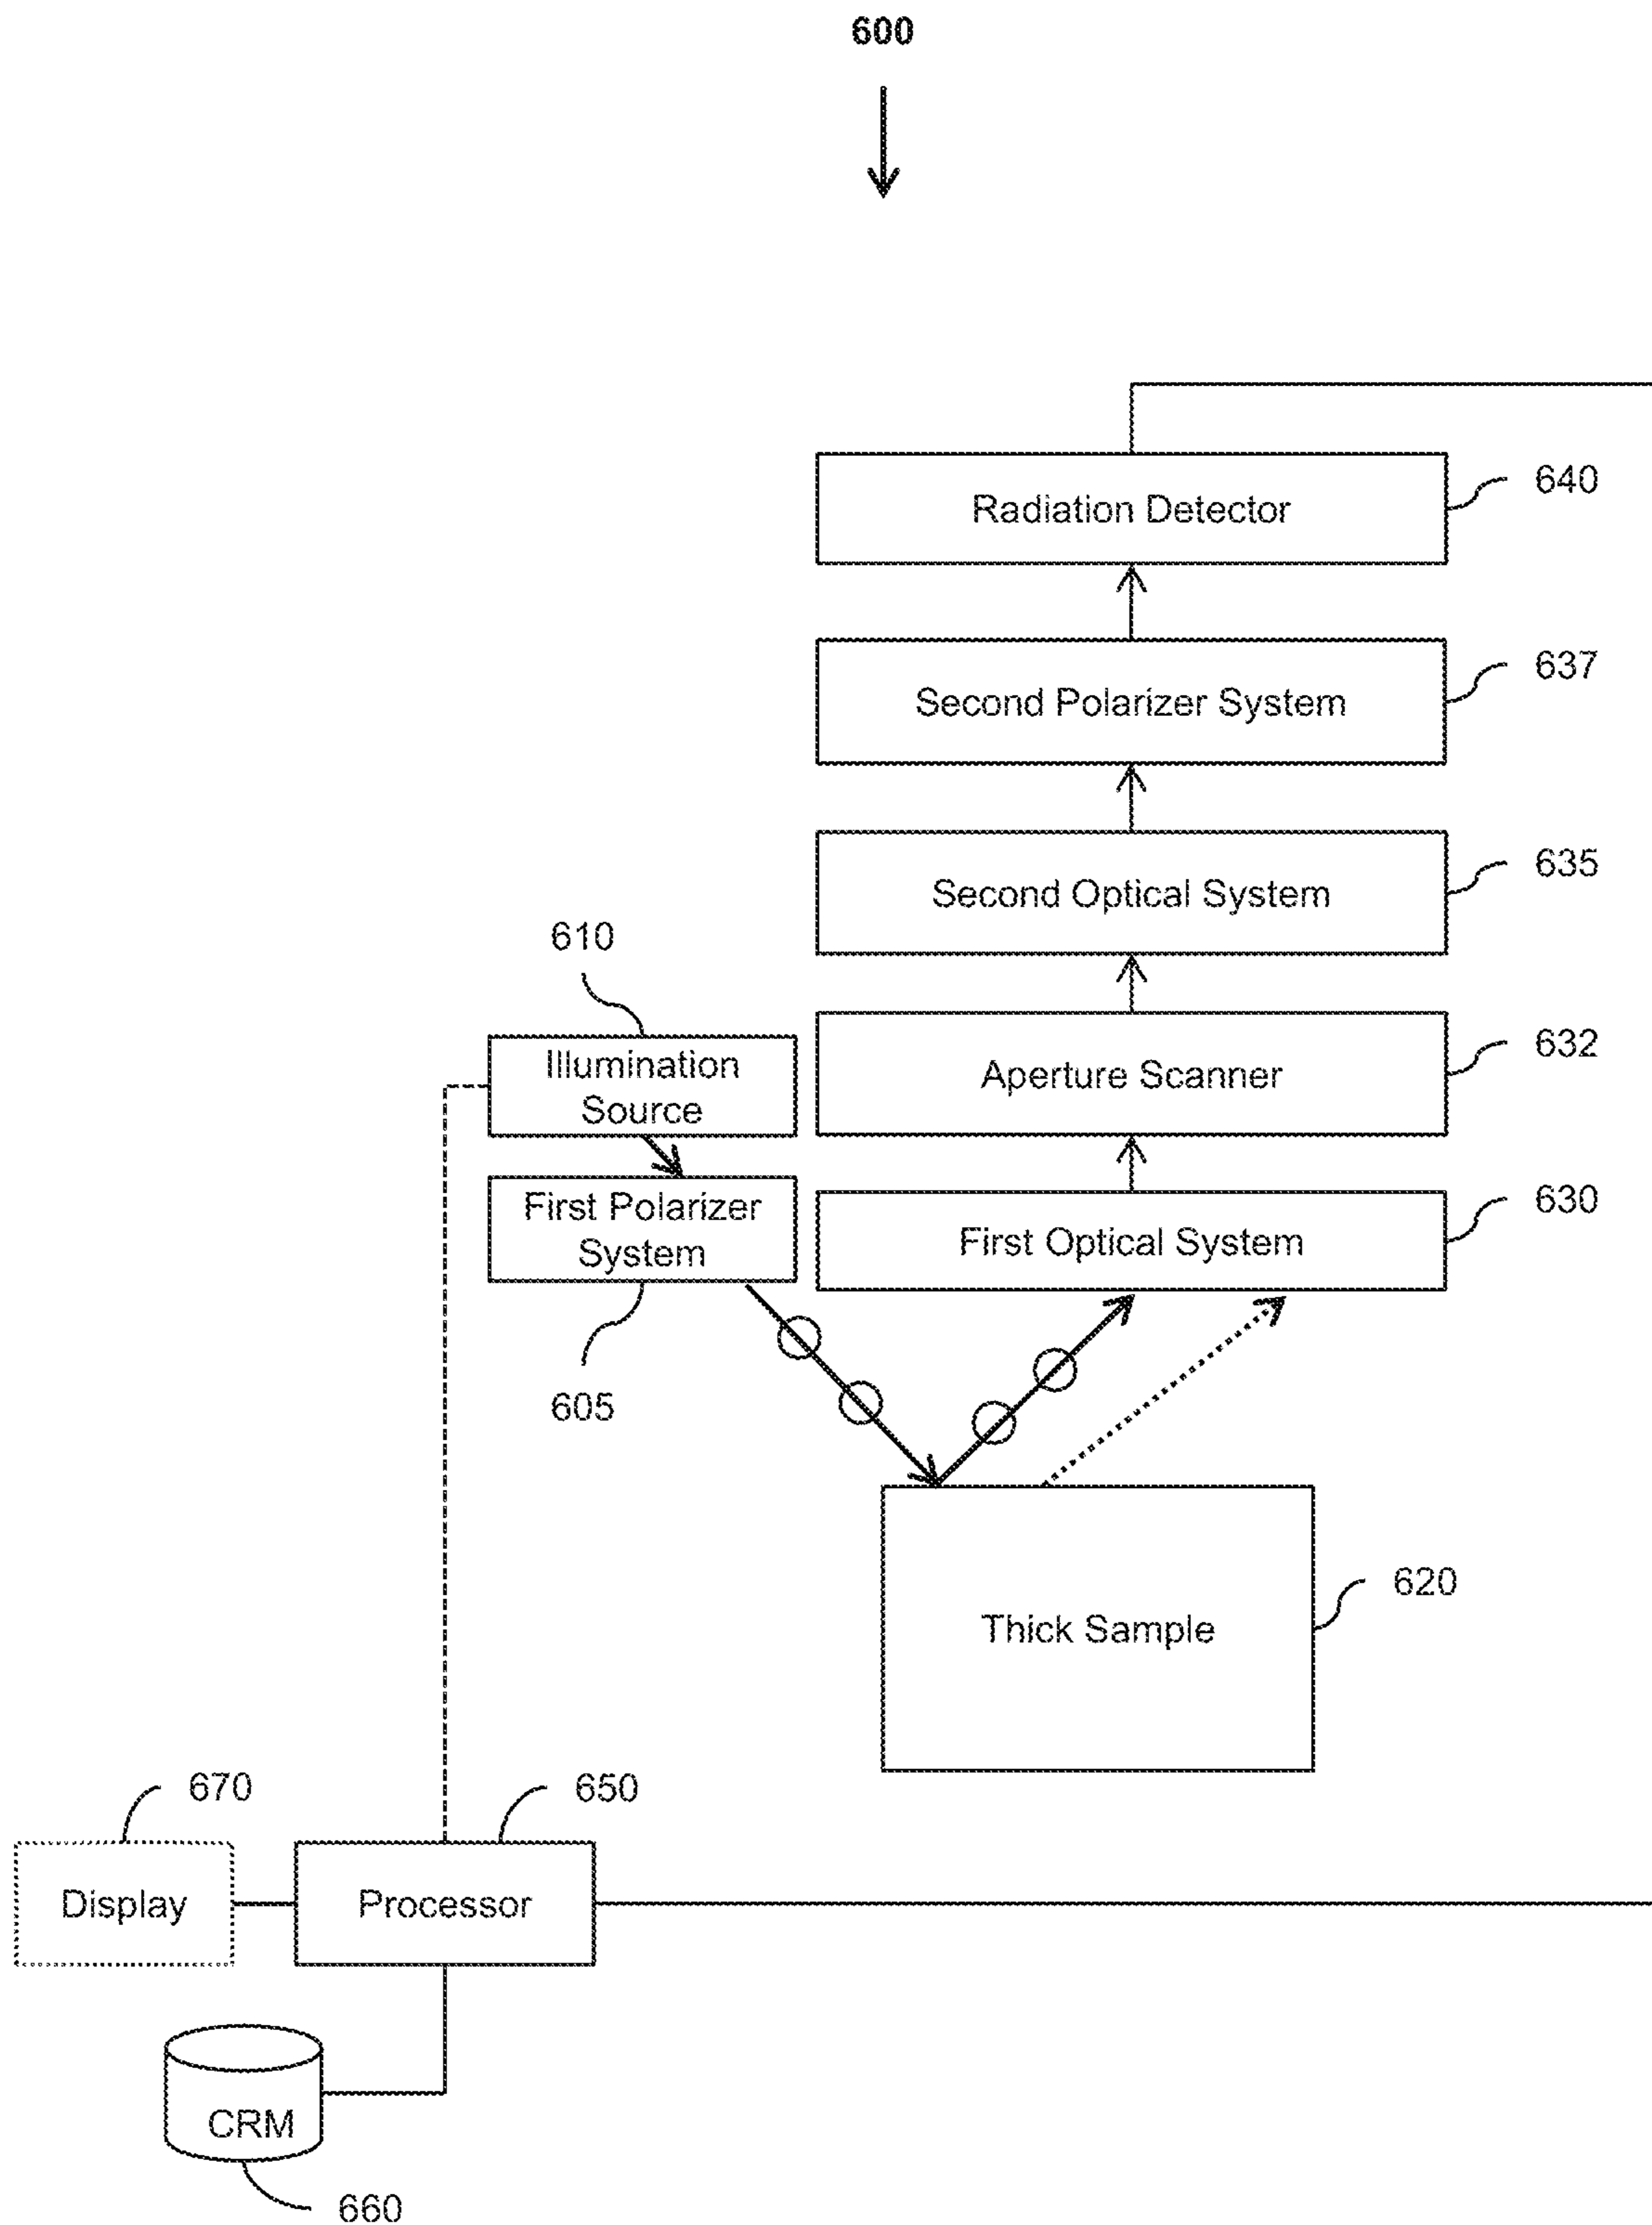 600
Radiation Detector
640
Second Polarizer System
637
Second Optical System
635
610
Illumination
Source
Aperture Scanner
632
First Polarizer
System
First Optical System
630
605
Thick Sample
620
670
650
Display
Processor
CRM
660